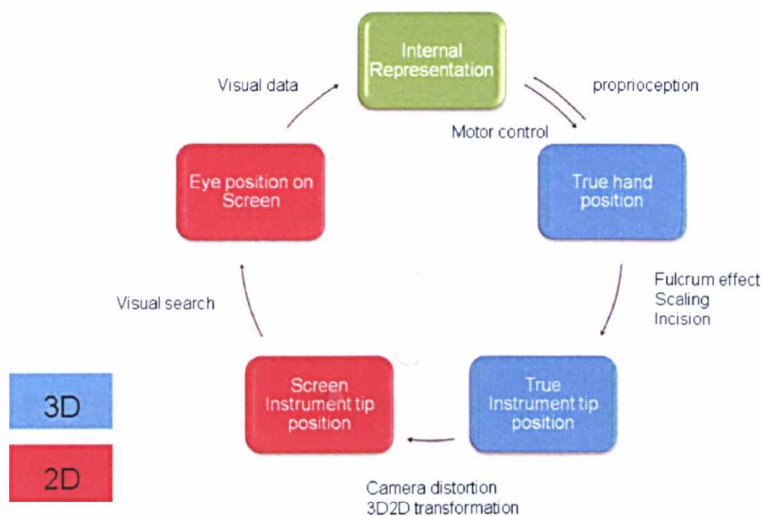 Internal
Representation
Visual data
proprioception
Motor control
Eye position on
Screen
True hand
position
Fulcrum effect
Scaling
Incision
Visual search
Screen
Instrument tip
position
True
Instrument tip
position
3D
2D
Camera distortion
3D2D transformation